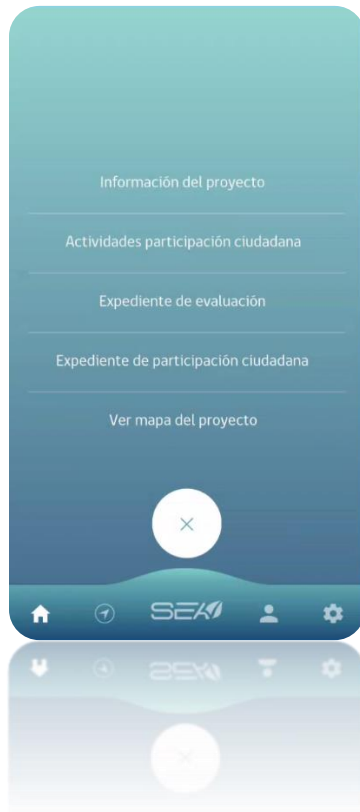 Información del proyecto
Actividades participación ciudadana
Expediente de evaluación
Expediente de participación ciudadana
Ver mapa del proyecto
SEA